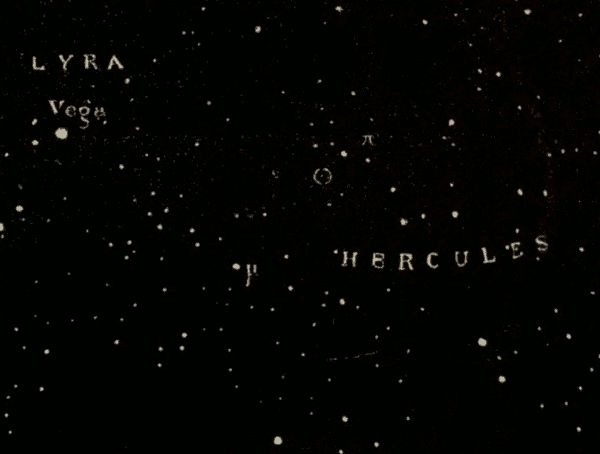 LYRA
Vega
π
HERCULES
μ